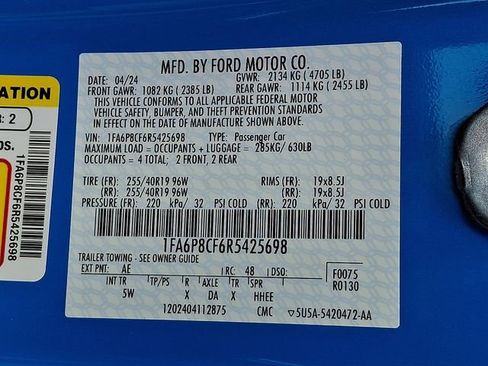 MFD. BY FORD MOTOR CO.
DATE: 04/24 GVWR: 2134 KG ( 4705 LB)
FRONT GAWR: 1082 KG ( 2385LB) REAR GAWR: 1114 KG ( 2455 LB)
THIS VEHICLE CONFORMS TO ALL APPLICABLE FEDERAL MOTOR
VEHICLE SAFETY, BUMPER, AND THEFT PREVENTION STANDARDS IN
EFFECT ON THE DATE OF MANUFACTURE SHOWN ABOVE.
VIN: 1FA6P8CF6R5425698 TYPE: Passenger Car
MAXIMUM LOAD = OCCUPANTS + LUGGAGE = 285KG/ 630LB
OCCUPANTS = 4 TOTAL; 2 FRONT, 2 REAR
TIRE (FR): 255/40R19 96W RIMS (FR): 19x8.5J
(RR): 255/40R19 96W (RR): 19x8.5J
PRESSURE (FR): 220 kPa/ 32 PSI COLD (RR): 220 kPa/ 32 PSI COLD
1FA6P8CF6R5425698
TRAILER TOWING - SEE OWNER GUIDE
EXT PNT: AE RC: 48 DSO: F0075
R0130
INT TR TP/PS R AXLE TR SPR
5W X DA X HHEE
1202404112875 CMC 5U5A-5420472-AA
ATION
R: 2
bs.
1FA6P8CF6R5425698